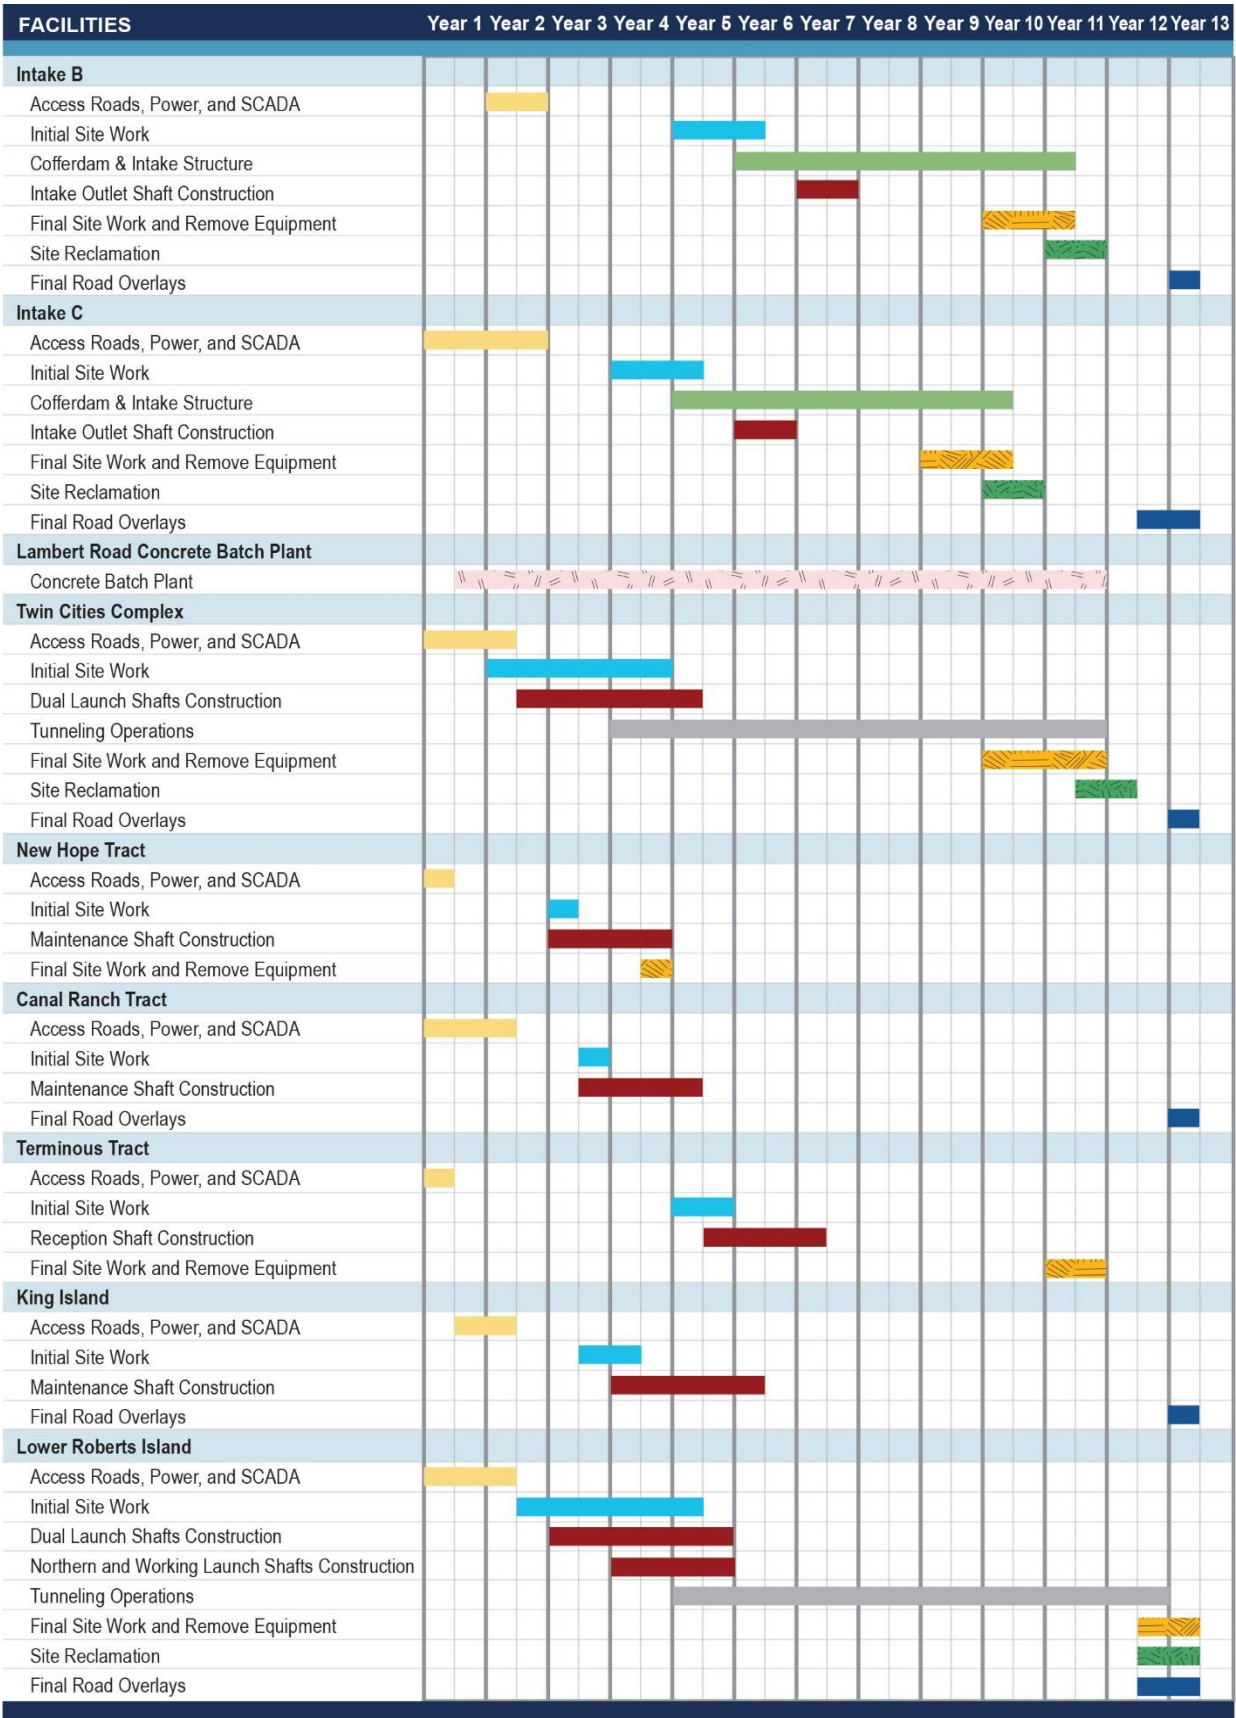 FACILITIES Year 1 Year 2 Year 3 Year 4 Year 5 Year 6 Year 7 Year 8 Year 9 Year 10 Year 11 Year 12 Year 13
Intake B
Access Roads, Power, and SCADA
Initial Site Work
Cofferdam & Intake Structure
Intake Outlet Shaft Construction
Final Site Work and Remove Equipment
Site Reclamation
Final Road Overlays
Intake C
Access Roads, Power, and SCADA
Initial Site Work
Cofferdam & Intake Structure
Intake Outlet Shaft Construction
Final Site Work and Remove Equipment
Site Reclamation
Final Road Overlays
Lambert Road Concrete Batch Plant
Concrete Batch Plant
Twin Cities Complex
Access Roads, Power, and SCADA
Initial Site Work
Dual Launch Shafts Construction
Tunneling Operations
Final Site Work and Remove Equipment
Site Reclamation
Final Road Overlays
New Hope Tract
Access Roads, Power, and SCADA
Initial Site Work
Maintenance Shaft Construction
Final Site Work and Remove Equipment
Canal Ranch Tract
Access Roads, Power, and SCADA
Initial Site Work
Maintenance Shaft Construction
Final Road Overlays
Terminous Tract
Access Roads, Power, and SCADA
Initial Site Work
Reception Shaft Construction
Final Site Work and Remove Equipment
King Island
Access Roads, Power, and SCADA
Initial Site Work
Maintenance Shaft Construction
Final Road Overlays
Lower Roberts Island
Access Roads, Power, and SCADA
Initial Site Work
Dual Launch Shafts Construction
Northern and Working Launch Shafts Construction
Tunneling Operations
Final Site Work and Remove Equipment
Site Reclamation
Final Road Overlays